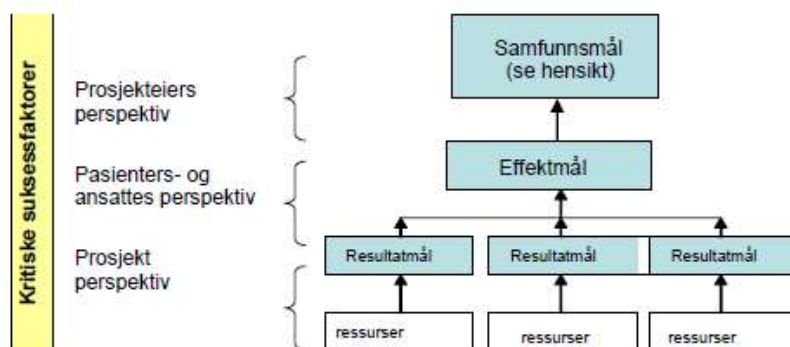 Kritiske suksessfaktorer
Prosjekteiers
perspektiv
Pasienters- og
ansattes perspektiv
Prosjekt
perspektiv
Samfunnsmål
(se hensikt)
Effektmål
Resultatmål
Resultatmål
Resultatmål
ressurser
ressurser
ressurser